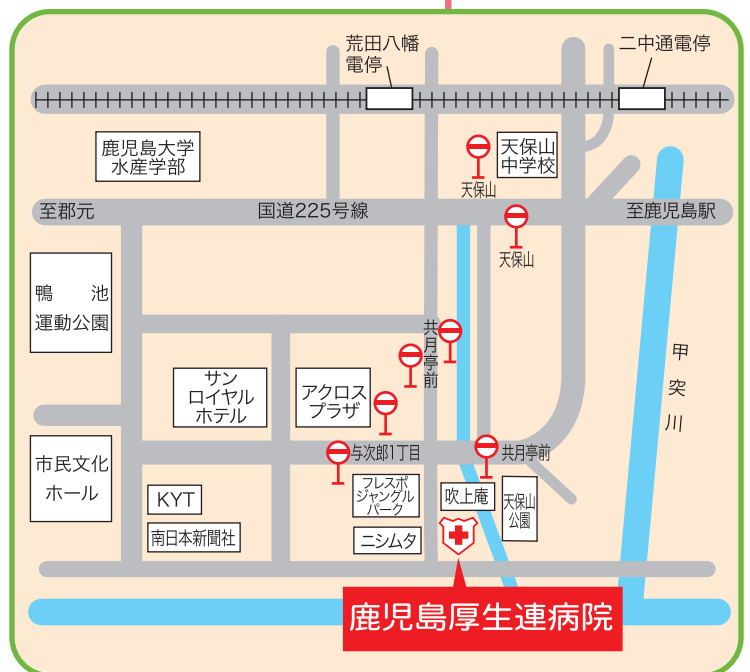 荒田八幡
電停
二中通電停
鹿児島大学
水産学部
天保山
中学校
天保山
至郡元
国道225号線
至鹿児島駅
天保山
鴨 池
運動公園
共月亭前
甲突川
サン
ロイヤル
ホテル
アクロス
プラザ
市民文化
ホール
与次郎1丁目
共月亭前
KYT
フレスポ
ジャングル
パーク
吹上庵
天保山
公園
南日本新聞社
ニシムタ
鹿児島厚生連病院